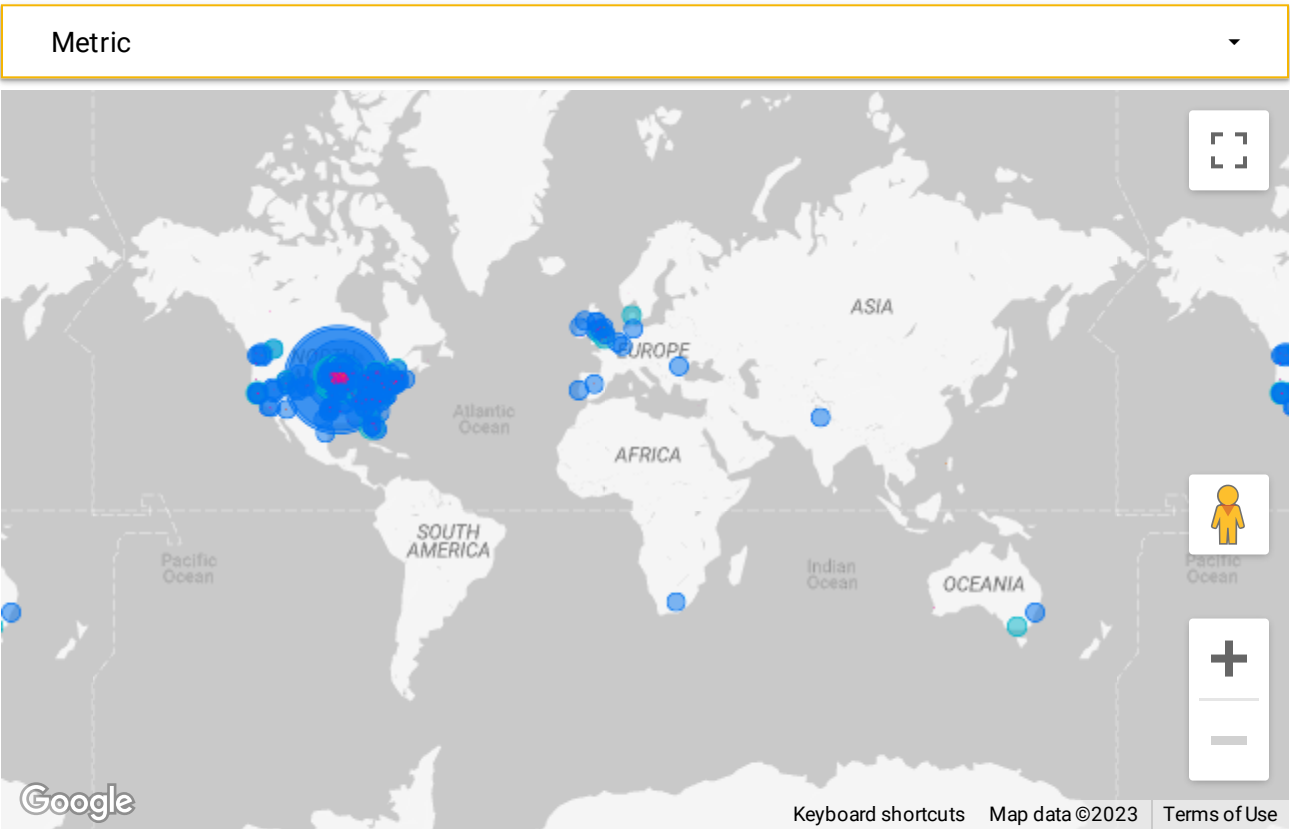 Metric
ASIA
NORTH
EUROPE
Atlantic
Ocean
AFRICA
SOUTH
AMERICA
Pacific
Ocean
Indian
Ocean
OCEANIA
Pacific
Ocean
Google
Keyboard shortcuts
Map data ©2023
Terms of Use